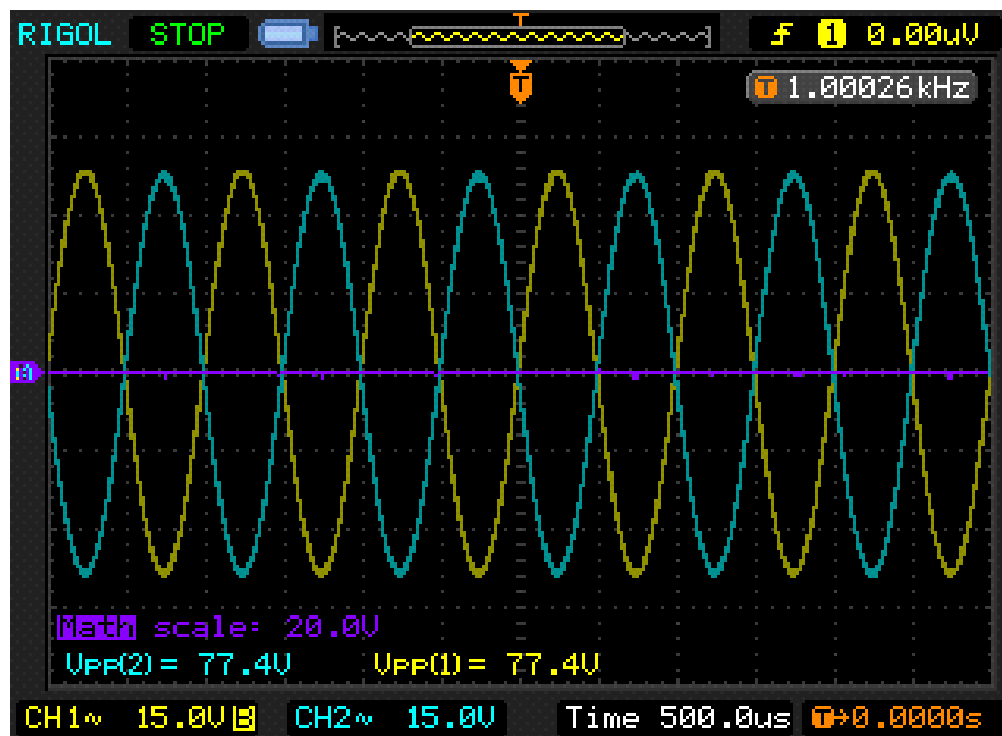 RIGOL STOP T 1 0.00uV
T 1.00026kHz
T
Math scale: 20.0V
VPP(2)= 77.4V VPP(1)= 77.4V
CH1~ 15.0V B CH2~ 15.0V Time 500.0us T→0.0000s